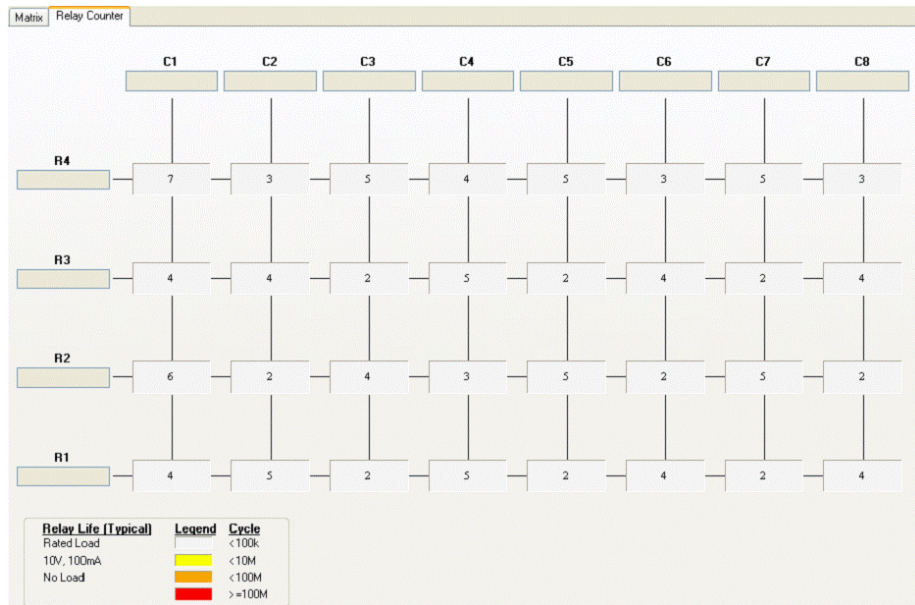 Matrix Relay Counter
C1 C2 C3 C4 C5 C6 C7 C8
R4
7 3 5 4 5 3 5 3
R3
4 4 2 5 2 4 2 4
R2
6 2 4 3 5 2 5 2
R1
4 5 2 5 2 4 2 4
Relay Life (Typical) Legend Cycle
Rated Load <100k
10V, 100mA <10M
No Load <100M
>=100M